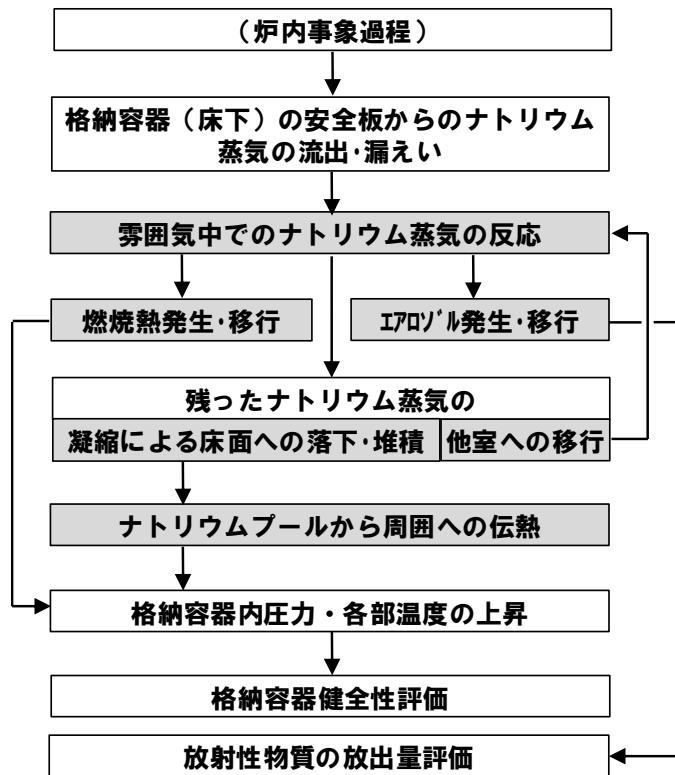 （炉内事象過程）
格納容器（床下）の安全板からのナトリウム
蒸気の流出･漏えい
雰囲気中でのナトリウム蒸気の反応
燃焼熱発生･移行
ｴｱﾛｿﾞﾙ発生･移行
残ったナトリウム蒸気の
凝縮による床面への落下･堆積
他室への移行
ナトリウムプールから周囲への伝熱
格納容器内圧力・各部温度の上昇
格納容器健全性評価
放射性物質の放出量評価